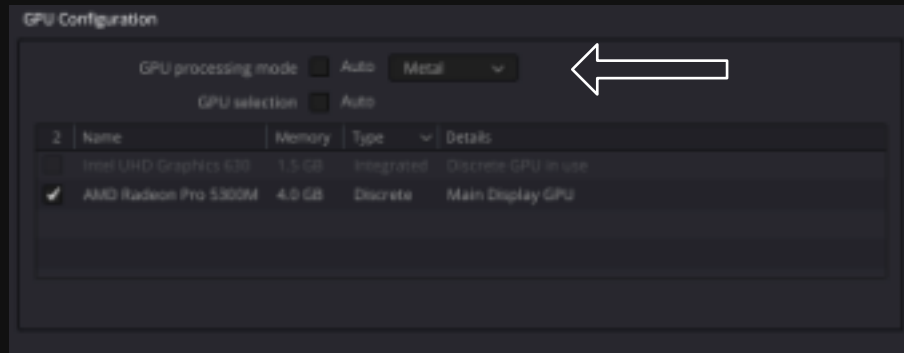 GPU Configuration
GPU processing mode Auto Metal
GPU selection Auto
2 Name Memory Type Details
Intel UHD Graphics 630 1.5 GB Integrated Discrete GPU in use
AMD Radeon Pro 5300M 4.0 GB Discrete Main Display GPU